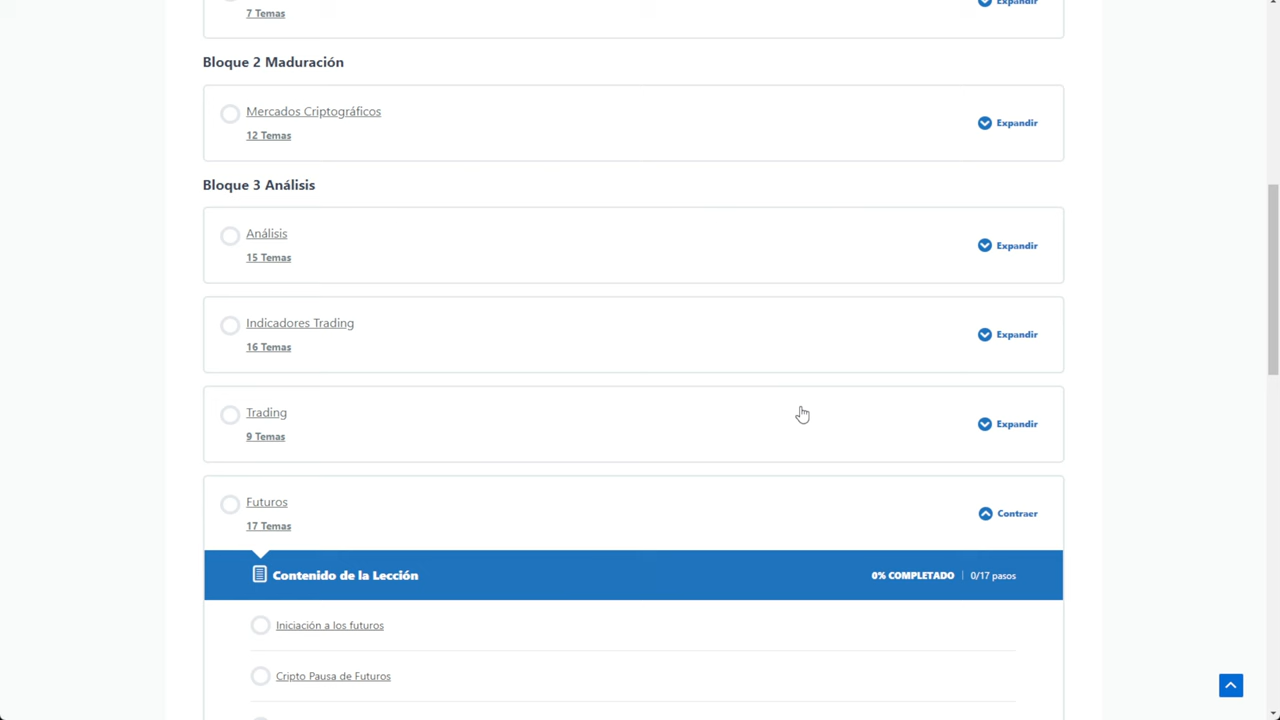 7 Temas
Expandir
Bloque 2 Maduración
Mercados Criptográficos
12 Temas
Expandir
Bloque 3 Análisis
Análisis
15 Temas
Expandir
Indicadores Trading
16 Temas
Expandir
Trading
9 Temas
Expandir
Futuros
17 Temas
Contraer
Contenido de la Lección
0% COMPLETADO | 0/17 pasos
Iniciación a los futuros
Cripto Pausa de Futuros